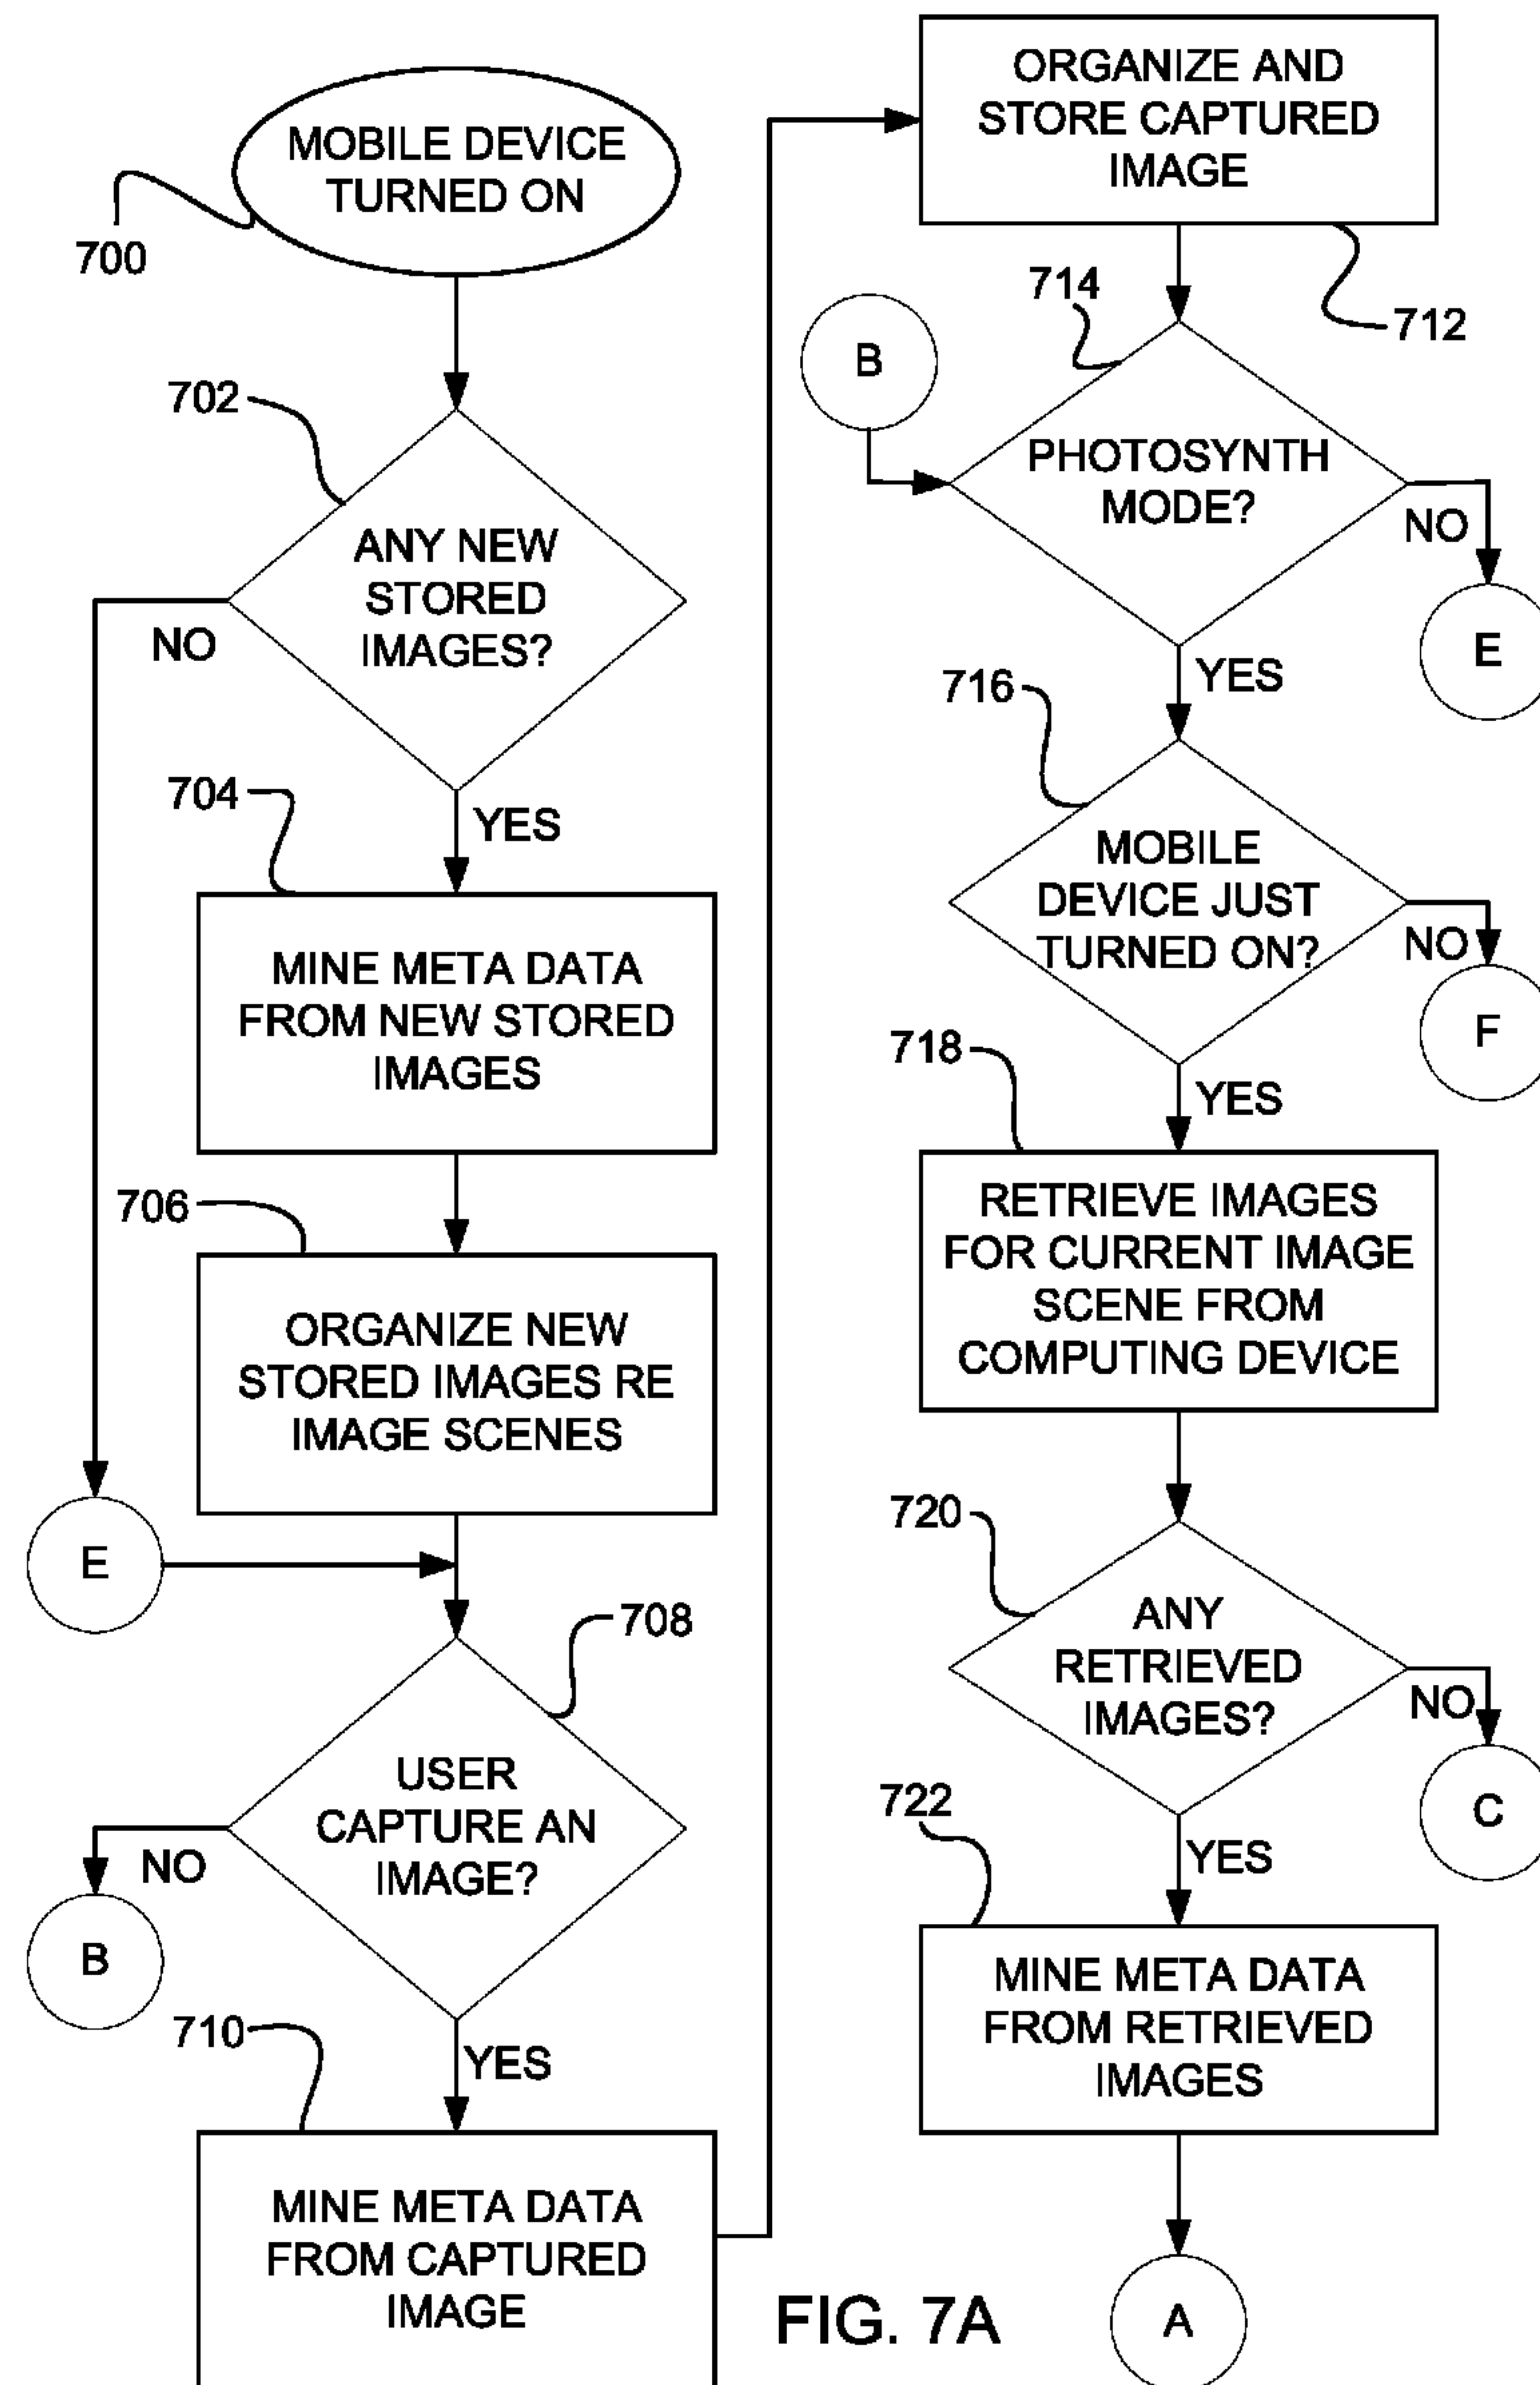 MOBILE DEVICE
TURNED ON
700
702
ANY NEW
STORED
IMAGES?
NO
YES
704
MINE META DATA
FROM NEW STORED
IMAGES
706
ORGANIZE NEW
STORED IMAGES RE
IMAGE SCENES
E
708
USER
CAPTURE AN
IMAGE?
NO
B
YES
710
MINE META DATA
FROM CAPTURED
IMAGE
ORGANIZE AND
STORE CAPTURED
IMAGE
712
714
B
PHOTOSYNTH
MODE?
NO
E
YES
716
MOBILE
DEVICE JUST
TURNED ON?
NO
F
YES
718
RETRIEVE IMAGES
FOR CURRENT IMAGE
SCENE FROM
COMPUTING DEVICE
720
ANY
RETRIEVED
IMAGES?
NO
C
YES
722
MINE META DATA
FROM RETRIEVED
IMAGES
A
FIG. 7A